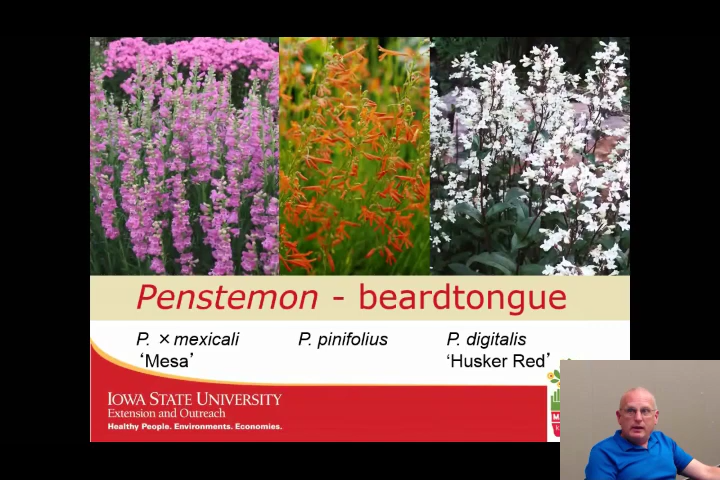 Penstemon - beardtongue
P. × mexicali
‘Mesa’
P. pinifolius
P. digitalis
‘Husker Red’
IOWA STATE UNIVERSITY
Extension and Outreach
Healthy People. Environments. Economies.